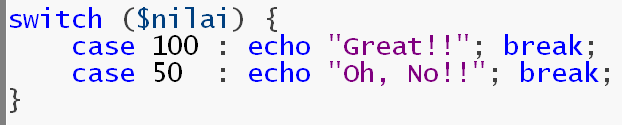 switch ($nilai) {
    case 100 : echo "Great!!"; break;
    case 50  : echo "Oh, No!!"; break;
}